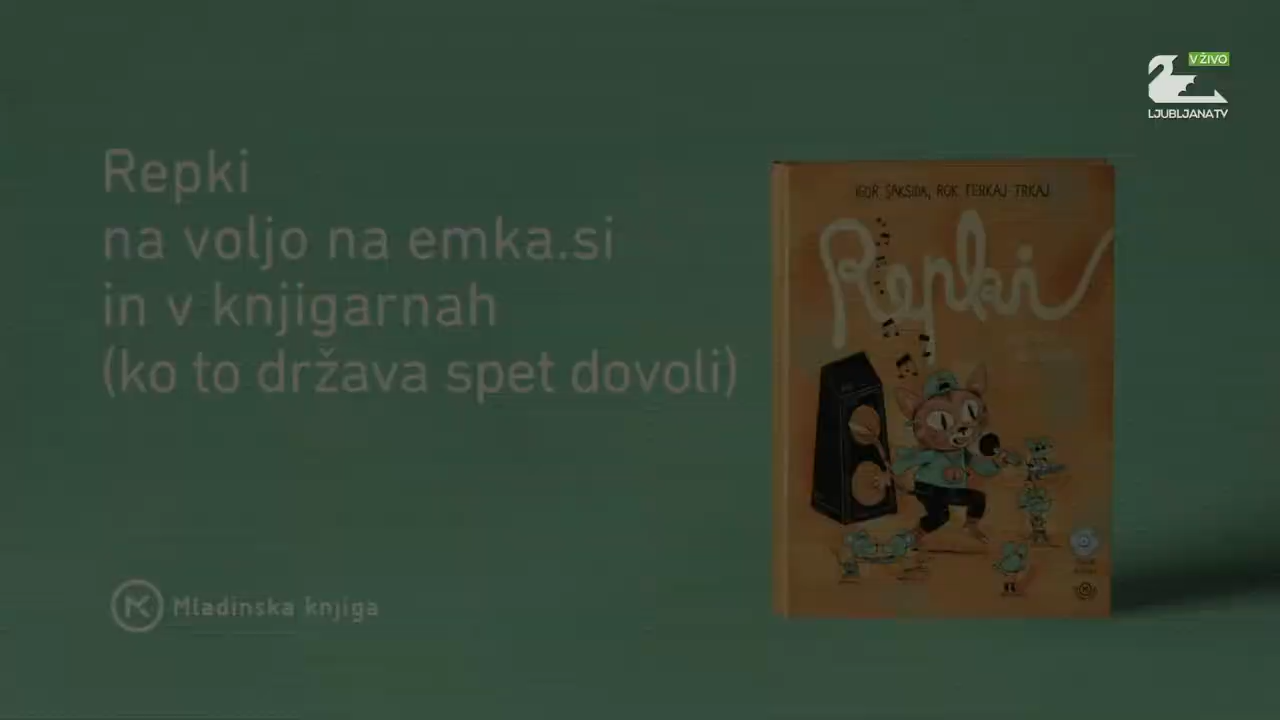 V ŽIVO
LJUBLJANATV
Repki
na voljo na emka.si
in v knjigarnah
(ko to država spet dovoli)
IGOR SAKSIDA, ROK TERKAJ TRKAJ
Repki
Mladinska knjiga